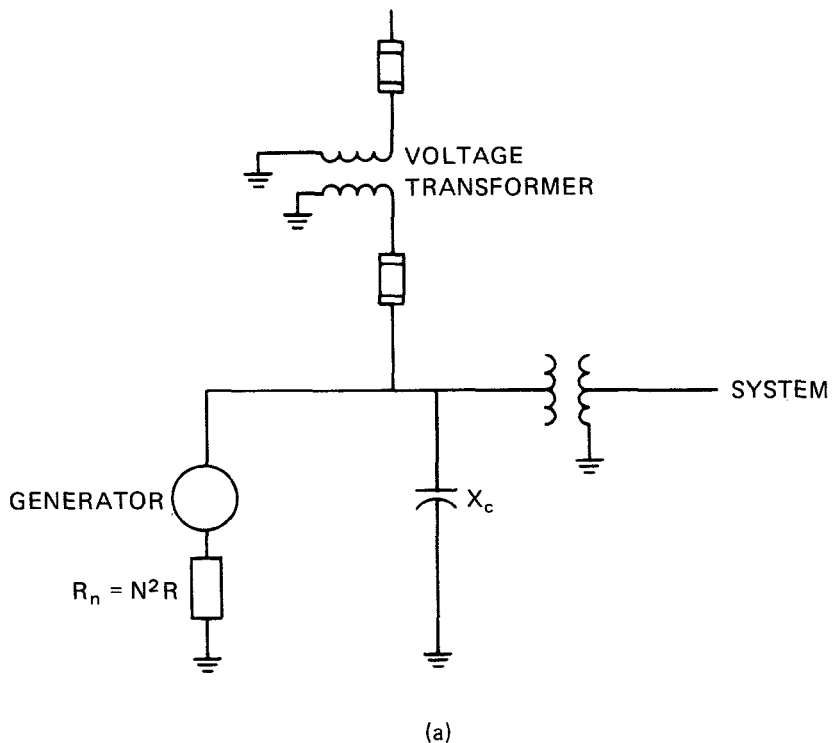 VOLTAGE
TRANSFORMER
SYSTEM
GENERATOR
X_c
R_n = N²R
(a)